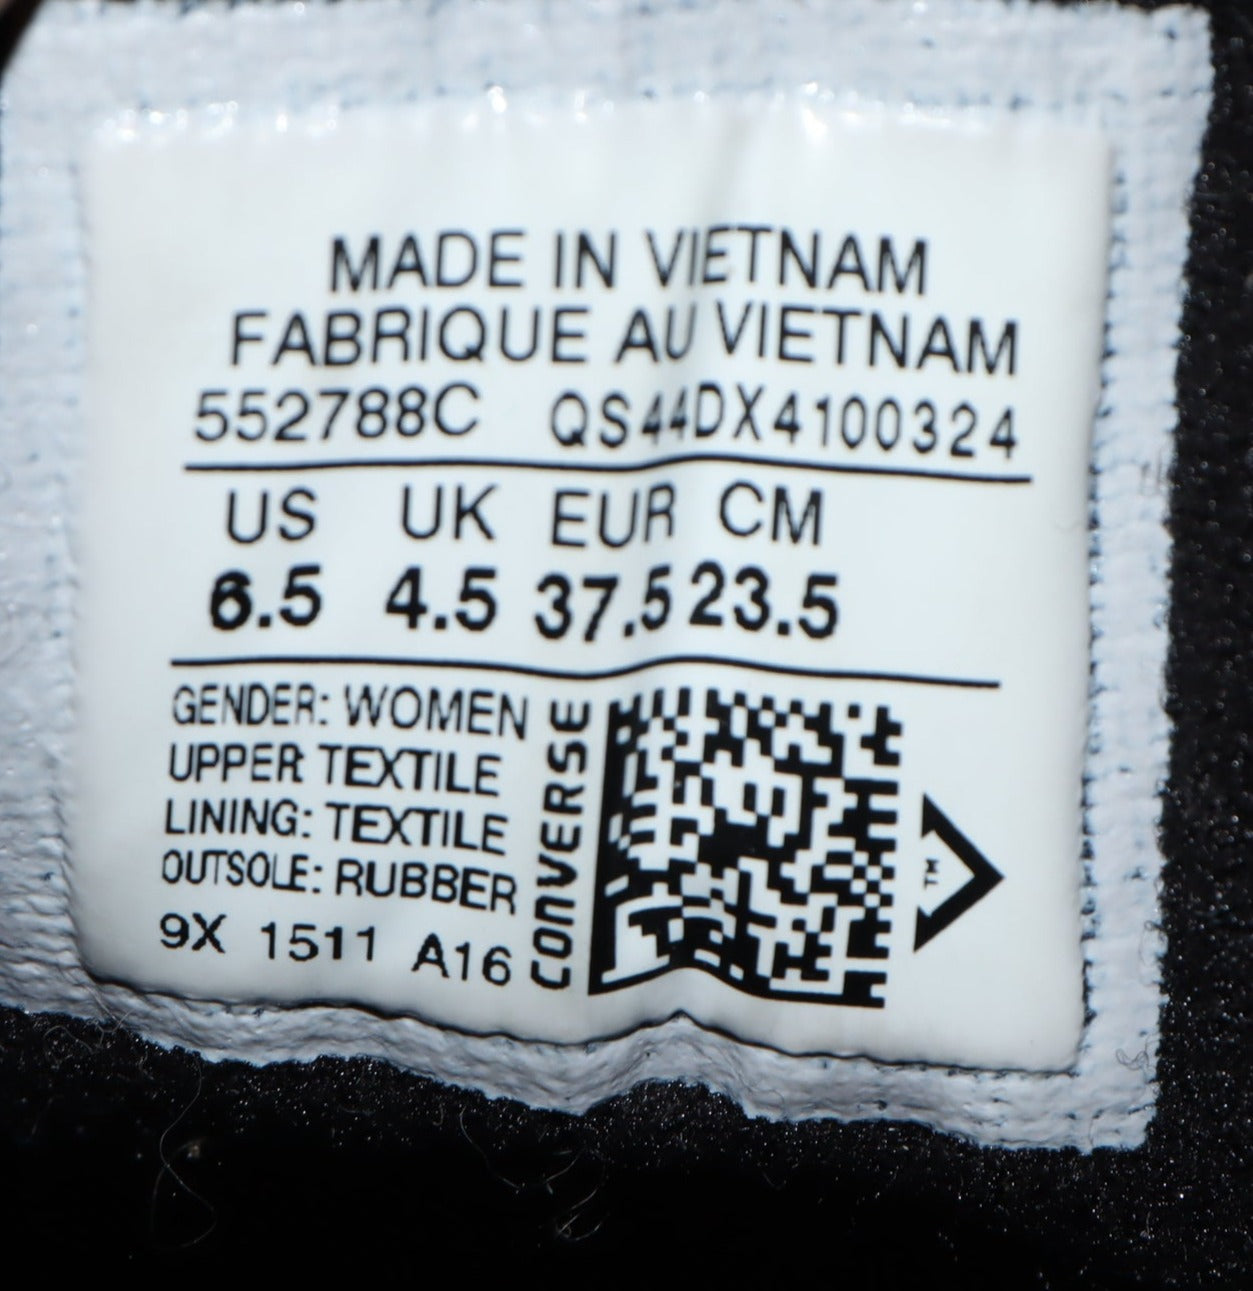 MADE IN VIETNAM
FABRIQUE AU VIETNAM
552788C QS44DX4100324
US UK EUR CM
6.5 4.5 37.5 23.5
GENDER: WOMEN
UPPER: TEXTILE
LINING: TEXTILE
OUTSOLE: RUBBER
9X 1511 A16
CONVERSE
TM